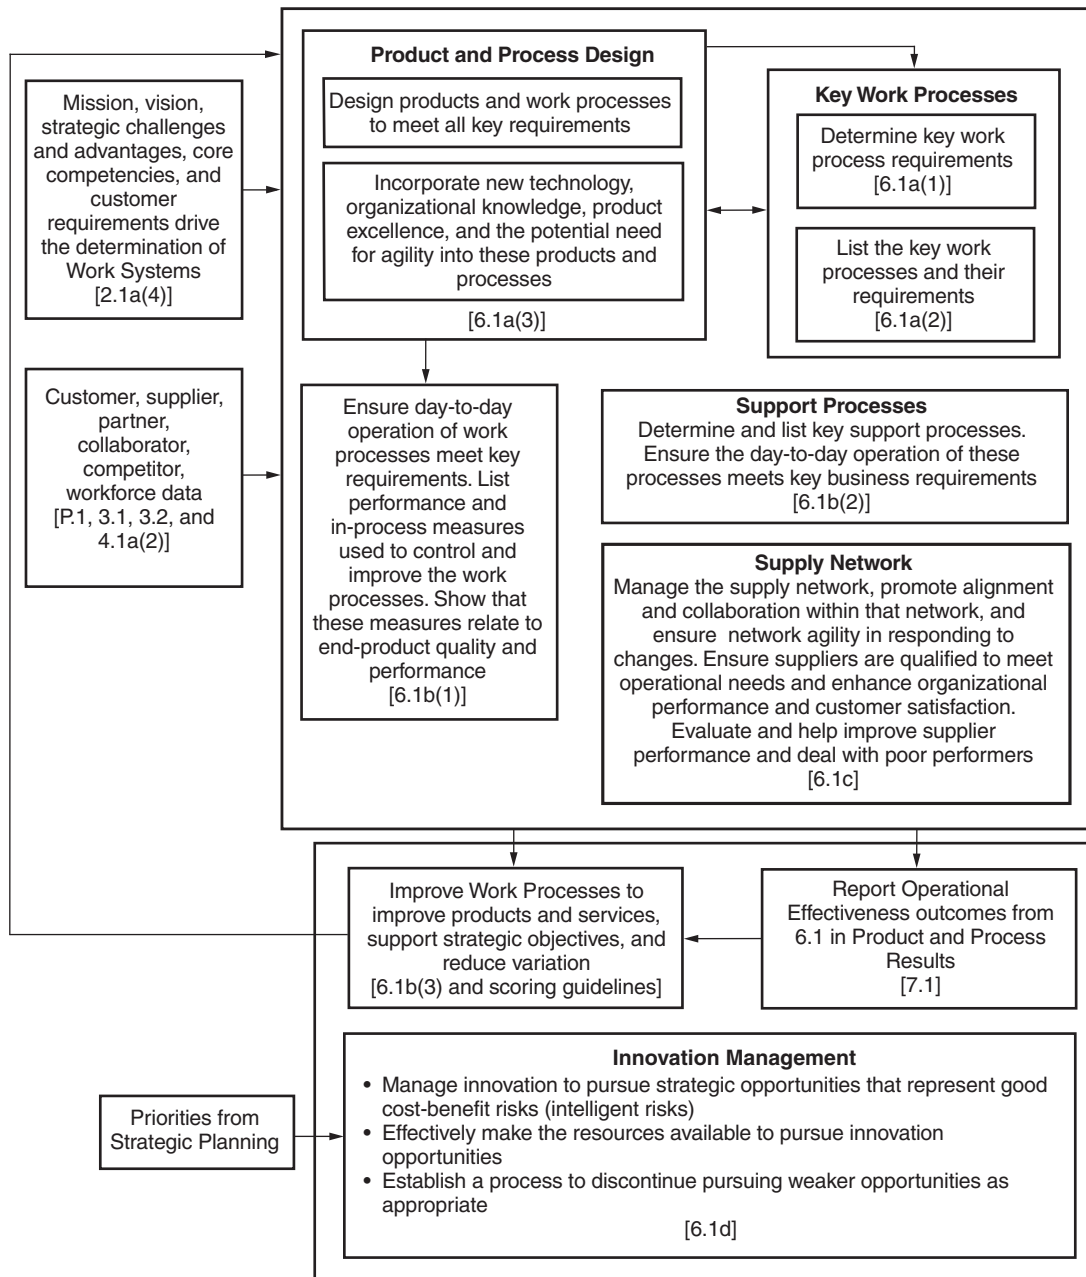 Product and Process Design
Design products and work processes
to meet all key requirements
Incorporate new technology,
organizational knowledge, product
excellence, and the potential need
for agility into these products and
processes
[6.1a(3)]
Key Work Processes
Determine key work
process requirements
[6.1a(1)]
List the key work
processes and their
requirements
[6.1a(2)]
Mission, vision,
strategic challenges
and advantages, core
competencies, and
customer
requirements drive
the determination of
Work Systems
[2.1a(4)]
Customer, supplier,
partner,
collaborator,
competitor,
workforce data
[P.1, 3.1, 3.2, and
4.1a(2)]
Ensure day-to-day
operation of work
processes meet key
requirements. List
performance and
in-process measures
used to control and
improve the work
processes. Show that
these measures relate to
end-product quality and
performance
[6.1b(1)]
Support Processes
Determine and list key support processes.
Ensure the day-to-day operation of these
processes meets key business requirements
[6.1b(2)]
Supply Network
Manage the supply network, promote alignment
and collaboration within that network, and
ensure network agility in responding to
changes. Ensure suppliers are qualified to meet
operational needs and enhance organizational
performance and customer satisfaction.
Evaluate and help improve supplier
performance and deal with poor performers
[6.1c]
Improve Work Processes to
improve products and services,
support strategic objectives, and
reduce variation
[6.1b(3) and scoring guidelines]
Report Operational
Effectiveness outcomes from
6.1 in Product and Process
Results
[7.1]
Priorities from
Strategic Planning
Innovation Management
• Manage innovation to pursue strategic opportunities that represent good
cost-benefit risks (intelligent risks)
• Effectively make the resources available to pursue innovation
opportunities
• Establish a process to discontinue pursuing weaker opportunities as
appropriate
[6.1d]